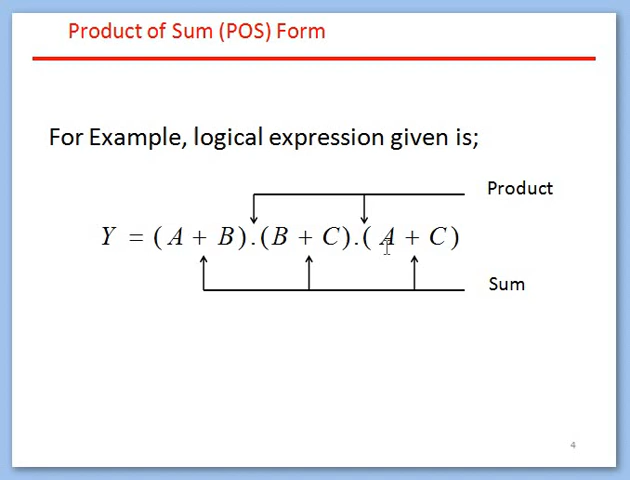 Product of Sum (POS) Form
For Example, logical expression given is;
Product
Y = ( A + B).(B + C).( A + C)
Sum
4